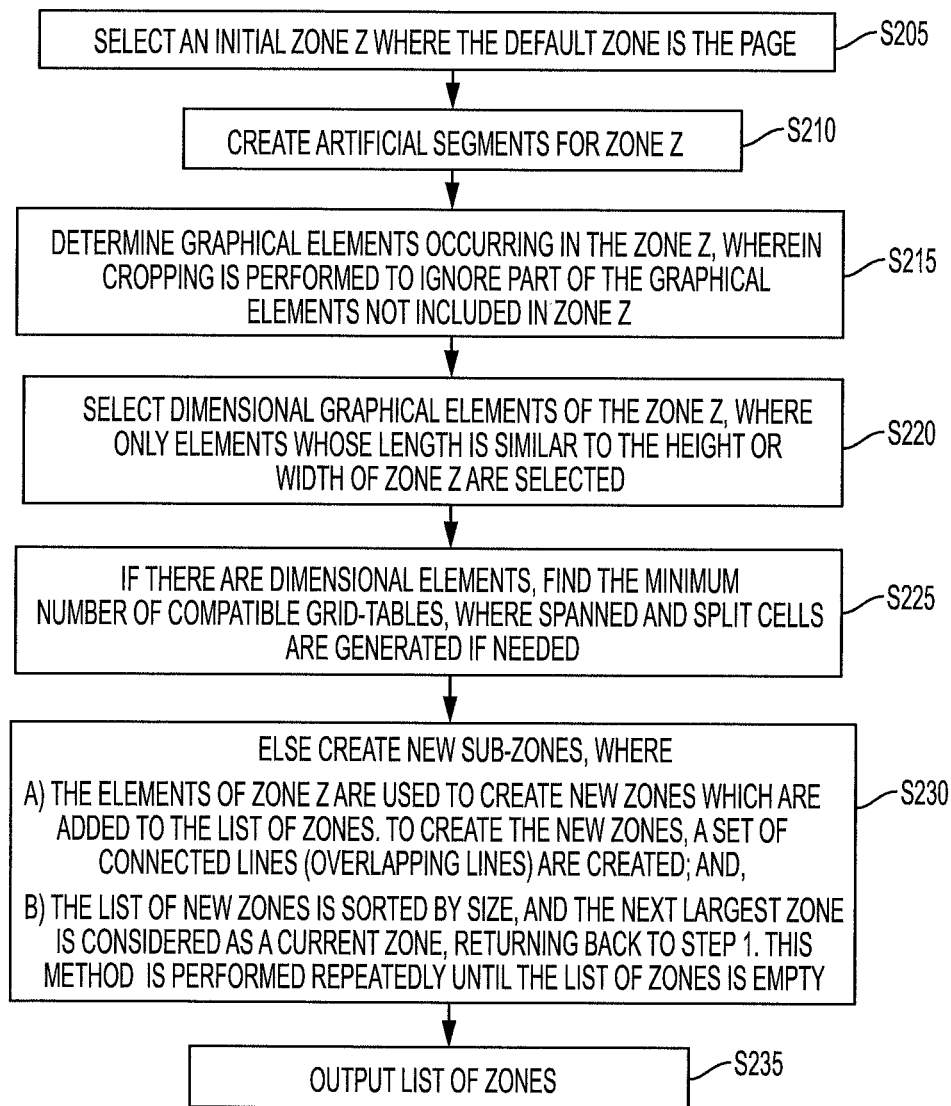 SELECT AN INITIAL ZONE Z WHERE THE DEFAULT ZONE IS THE PAGE
S205
CREATE ARTIFICIAL SEGMENTS FOR ZONE Z
S210
DETERMINE GRAPHICAL ELEMENTS OCCURRING IN THE ZONE Z, WHEREIN
CROPPING IS PERFORMED TO IGNORE PART OF THE GRAPHICAL
ELEMENTS NOT INCLUDED IN ZONE Z
S215
SELECT DIMENSIONAL GRAPHICAL ELEMENTS OF THE ZONE Z, WHERE
ONLY ELEMENTS WHOSE LENGTH IS SIMILAR TO THE HEIGHT OR
WIDTH OF ZONE Z ARE SELECTED
S220
IF THERE ARE DIMENSIONAL ELEMENTS, FIND THE MINIMUM
NUMBER OF COMPATIBLE GRID-TABLES, WHERE SPANNED AND SPLIT CELLS
ARE GENERATED IF NEEDED
S225
ELSE CREATE NEW SUB-ZONES, WHERE
A) THE ELEMENTS OF ZONE Z ARE USED TO CREATE NEW ZONES WHICH ARE
ADDED TO THE LIST OF ZONES. TO CREATE THE NEW ZONES, A SET OF
CONNECTED LINES (OVERLAPPING LINES) ARE CREATED; AND,
B) THE LIST OF NEW ZONES IS SORTED BY SIZE, AND THE NEXT LARGEST ZONE
IS CONSIDERED AS A CURRENT ZONE, RETURNING BACK TO STEP 1. THIS
METHOD IS PERFORMED REPEATEDLY UNTIL THE LIST OF ZONES IS EMPTY
S230
OUTPUT LIST OF ZONES
S235